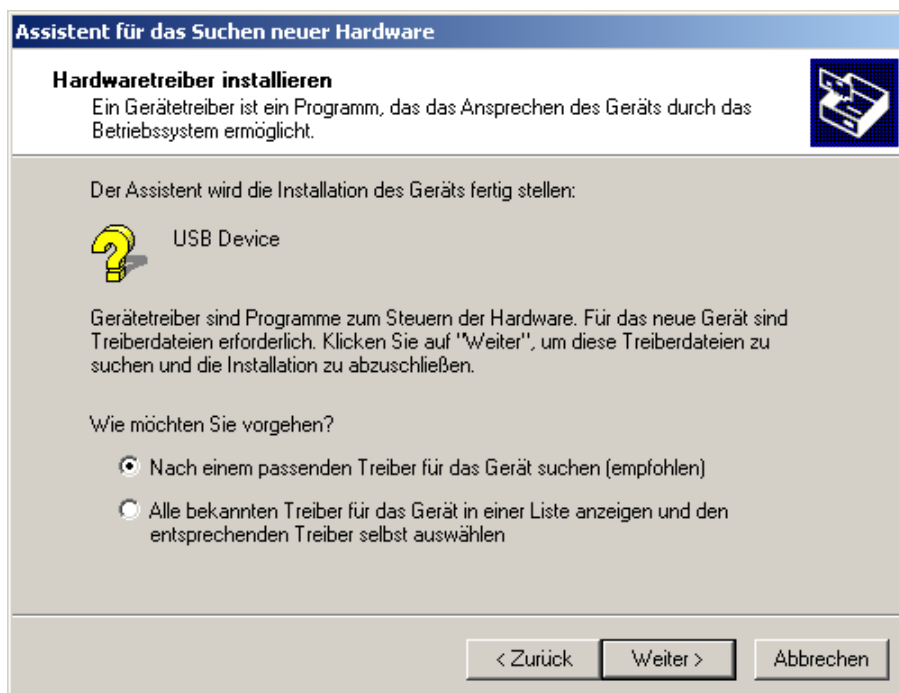 Assistent für das Suchen neuer Hardware
Hardwaretreiber installieren
Ein Gerätetreiber ist ein Programm, das das Ansprechen des Geräts durch das
Betriebssystem ermöglicht.
Der Assistent wird die Installation des Geräts fertig stellen:
USB Device
Gerätetreiber sind Programme zum Steuern der Hardware. Für das neue Gerät sind
Treiberdateien erforderlich. Klicken Sie auf "Weiter", um diese Treiberdateien zu
suchen und die Installation zu abzuschließen.
Wie möchten Sie vorgehen?
Nach einem passenden Treiber für das Gerät suchen (empfohlen)
Alle bekannten Treiber für das Gerät in einer Liste anzeigen und den
entsprechenden Treiber selbst auswählen
< Zurück Weiter > Abbrechen